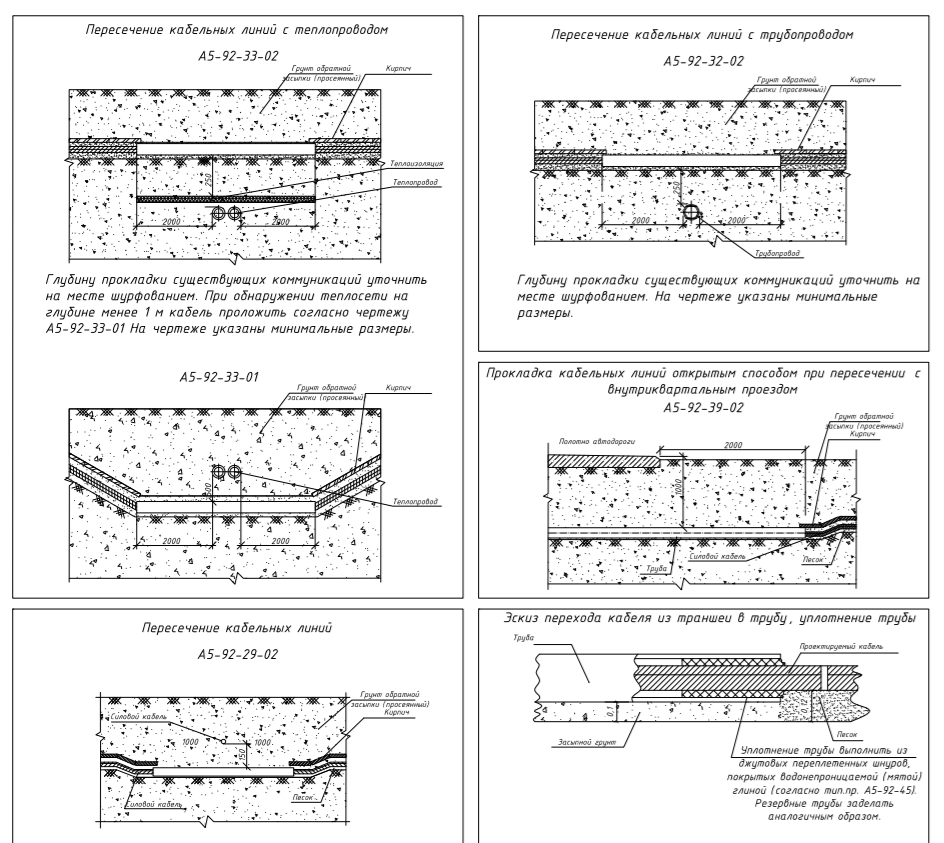 Пересечение кабельных линий с теплопроводом
А5-92-33-02
Грунт обратной
засыпки (просеянный)
Кирпич
Теплоизоляция
Теплопровод
250
2000
2000
Глубину прокладки существующих коммуникаций уточнить
на месте шурфованием. При обнаружении теплосети на
глубине менее 1 м кабель проложить согласно чертежу
А5-92-33-01 На чертеже указаны минимальные размеры.
А5-92-33-01
Грунт обратной
засыпки (просеянный)
Кирпич
Теплопровод
2000
2000
Пересечение кабельных линий
А5-92-29-02
Грунт обратной
засыпки (просеянный)
Кирпич
Силовой кабель
1000
1000
150
Силовой кабель
Песок
Пересечение кабельных линий с трубопроводом
А5-92-32-02
Грунт обратной
засыпки (просеянный)
Кирпич
250
2000
2000
Трубопровод
Глубину прокладки существующих коммуникаций уточнить на
месте шурфованием. На чертеже указаны минимальные
размеры.
Прокладка кабельных линий открытым способом при пересечении с
внутриквартальным проездом
А5-92-39-02
Грунт обратной
засыпки (просеянный)
Кирпич
Полотно автодороги
2000
1000
Силовой кабель
Песок
Труба
Эскиз перехода кабеля из траншеи в трубу, уплотнение трубы
Труба
Проектируемый кабель
0,1
Засыпной грунт
Песок
Уплотнение трубы выполнить из
джутовых переплетенных шнуров,
покрытых водонепроницаемой (мятой)
глиной (согласно тип.пр. А5-92-45).
Резервные трубы заделать
аналогичным образом.